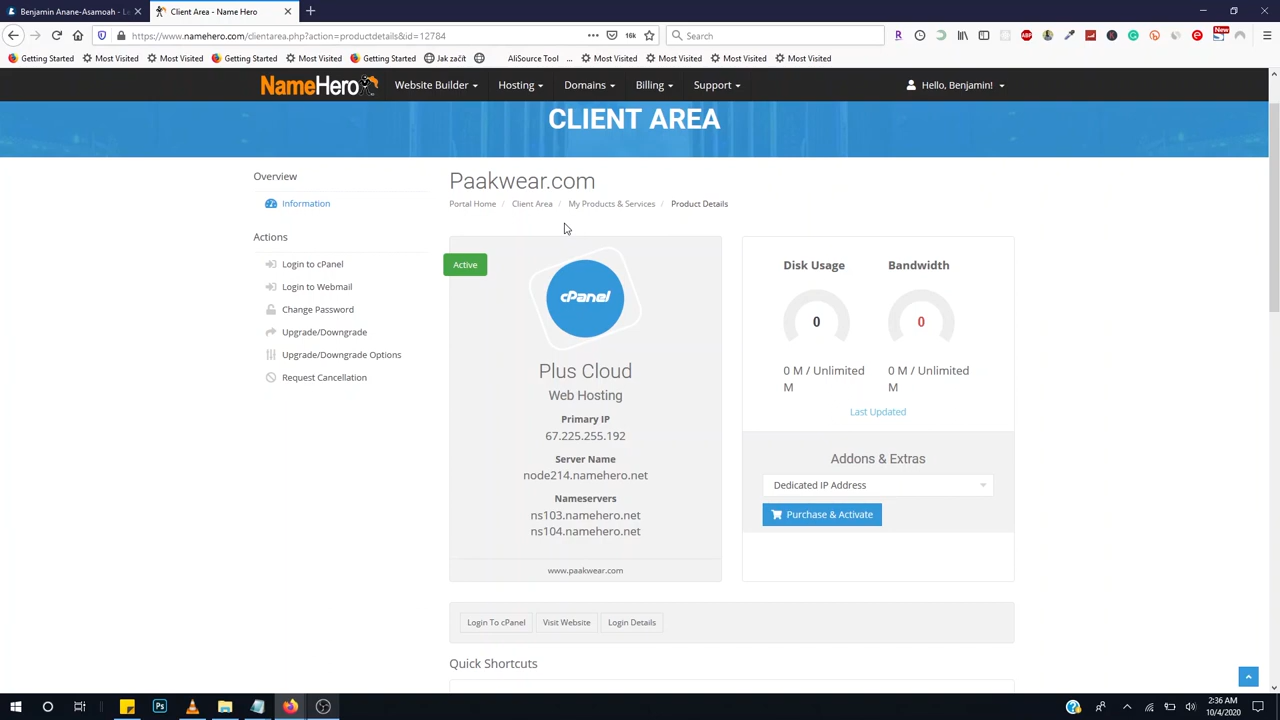 Benjamin Anane-Asamoah - Le
Client Area - Name Hero
https://www.namehero.com/clientarea.php?action=productdetails&id=12784
16k
Search
New
ABP
Getting Started
Most Visited
Most Visited
Getting Started
Most Visited
Getting Started
Jak začít
AliSource Tool
...
Most Visited
Most Visited
Most Visited
NameHero
Website Builder
Hosting
Domains
Billing
Support
Hello, Benjamin!
CLIENT AREA
Overview
Information
Actions
Login to cPanel
Login to Webmail
Change Password
Upgrade/Downgrade
Upgrade/Downgrade Options
Request Cancellation
Paakwear.com
Portal Home / Client Area / My Products & Services / Product Details
Active
cPanel
Plus Cloud
Web Hosting
Primary IP
67.225.255.192
Server Name
node214.namehero.net
Nameservers
ns103.namehero.net
ns104.namehero.net
www.paakwear.com
Disk Usage
Bandwidth
0
0
0 M / Unlimited
M
0 M / Unlimited
M
Last Updated
Addons & Extras
Dedicated IP Address
Purchase & Activate
Login To cPanel
Visit Website
Login Details
Quick Shortcuts
Ps
2:36 AM
10/4/2020